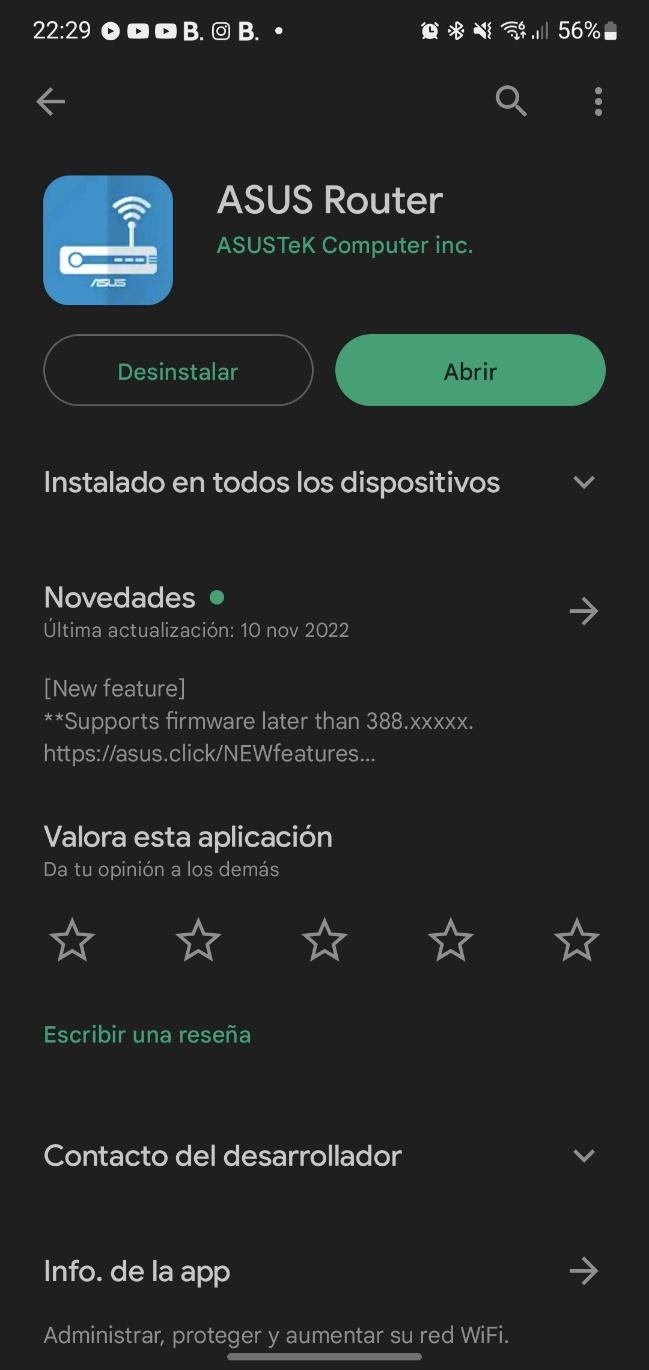 22:29 B. B. 56%
ASUS Router
ASUSTeK Computer inc.
ASUS
Desinstalar Abrir
Instalado en todos los dispositivos
Novedades
Última actualización: 10 nov 2022
[New feature]
**Supports firmware later than 388.xxxxx.
https://asus.click/NEWfeatures...
Valora esta aplicación
Da tu opinión a los demás
Escribir una reseña
Contacto del desarrollador
Info. de la app
Administrar, proteger y aumentar su red WiFi.